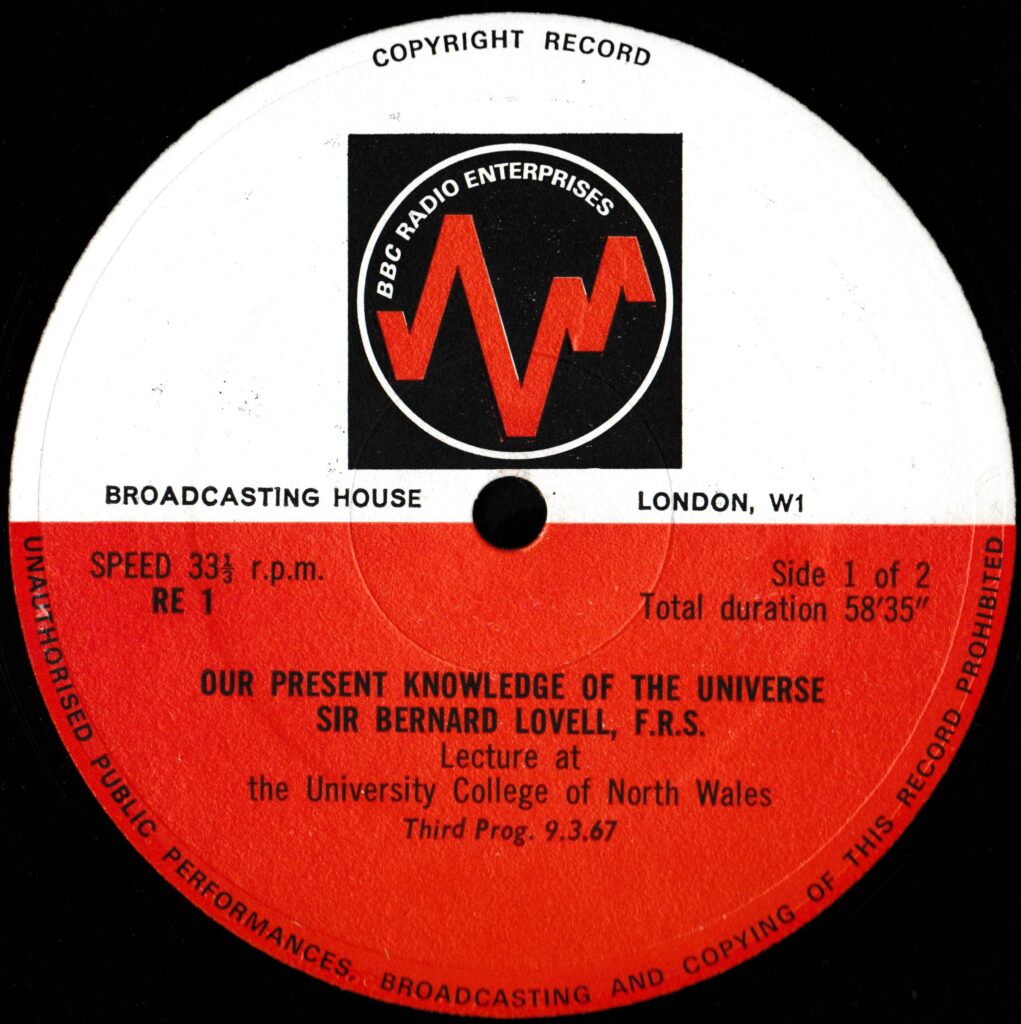 COPYRIGHT RECORD
BBC RADIO ENTERPRISES
BROADCASTING HOUSE
LONDON, W1
SPEED 33⅓ r.p.m.
RE 1
Side 1 of 2
Total duration 58'35"
OUR PRESENT KNOWLEDGE OF THE UNIVERSE
SIR BERNARD LOVELL, F.R.S.
Lecture at
the University College of North Wales
Third Prog. 9.3.67
UNAUTHORISED PUBLIC PERFORMANCES, BROADCASTING AND COPYING OF THIS RECORD PROHIBITED